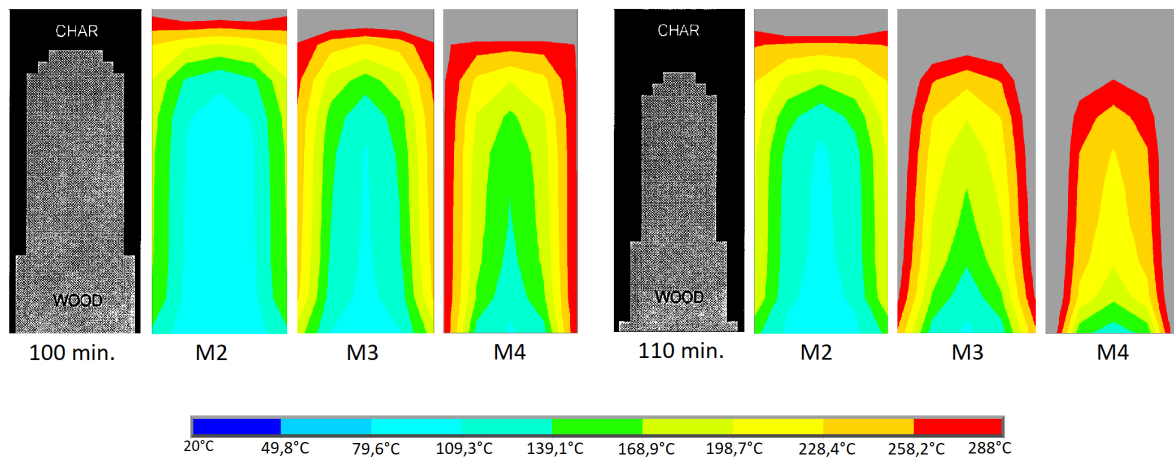 CHAR
WOOD
100 min.
M2
M3
M4
CHAR
WOOD
110 min.
M2
M3
M4
20°C 49,8°C 79,6°C 109,3°C 139,1°C 168,9°C 198,7°C 228,4°C 258,2°C 288°C